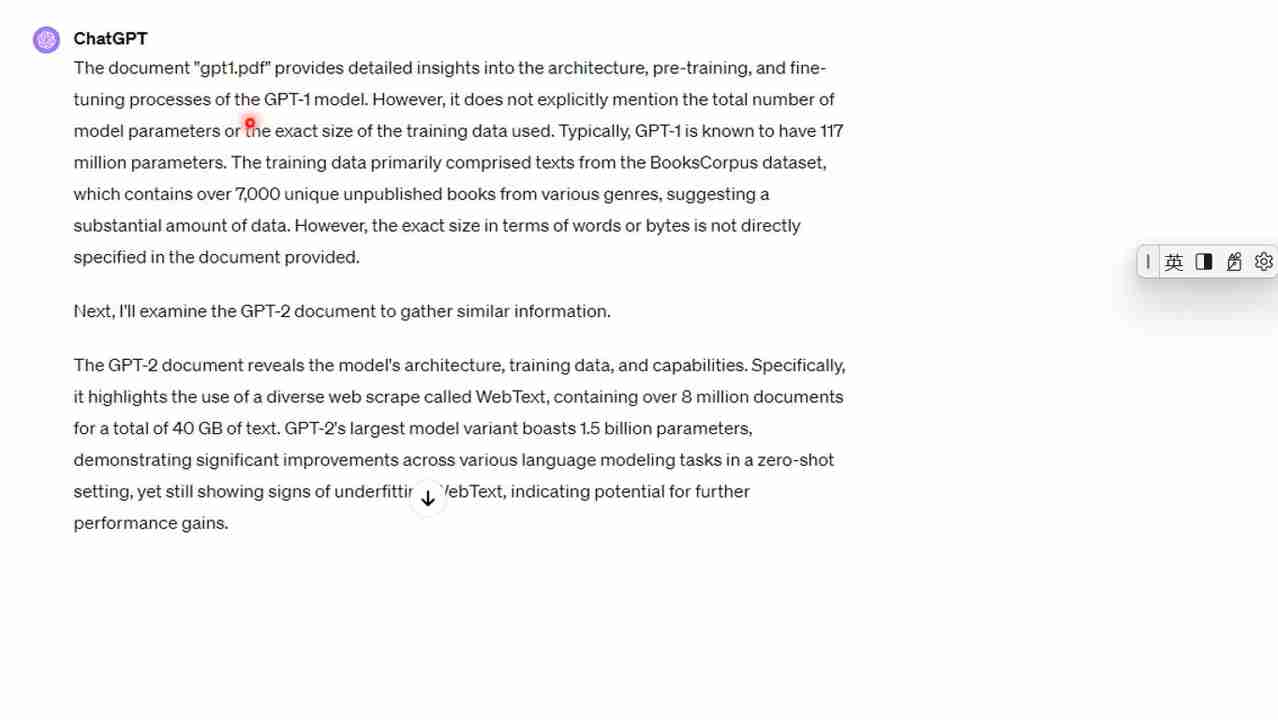 ChatGPT
The document "gpt1.pdf" provides detailed insights into the architecture, pre-training, and fine-
tuning processes of the GPT-1 model. However, it does not explicitly mention the total number of
model parameters or the exact size of the training data used. Typically, GPT-1 is known to have 117
million parameters. The training data primarily comprised texts from the BooksCorpus dataset,
which contains over 7,000 unique unpublished books from various genres, suggesting a
substantial amount of data. However, the exact size in terms of words or bytes is not directly
specified in the document provided.
英
Next, I'll examine the GPT-2 document to gather similar information.
The GPT-2 document reveals the model's architecture, training data, and capabilities. Specifically,
it highlights the use of a diverse web scrape called WebText, containing over 8 million documents
for a total of 40 GB of text. GPT-2's largest model variant boasts 1.5 billion parameters,
demonstrating significant improvements across various language modeling tasks in a zero-shot
setting, yet still showing signs of underfitting WebText, indicating potential for further
performance gains.